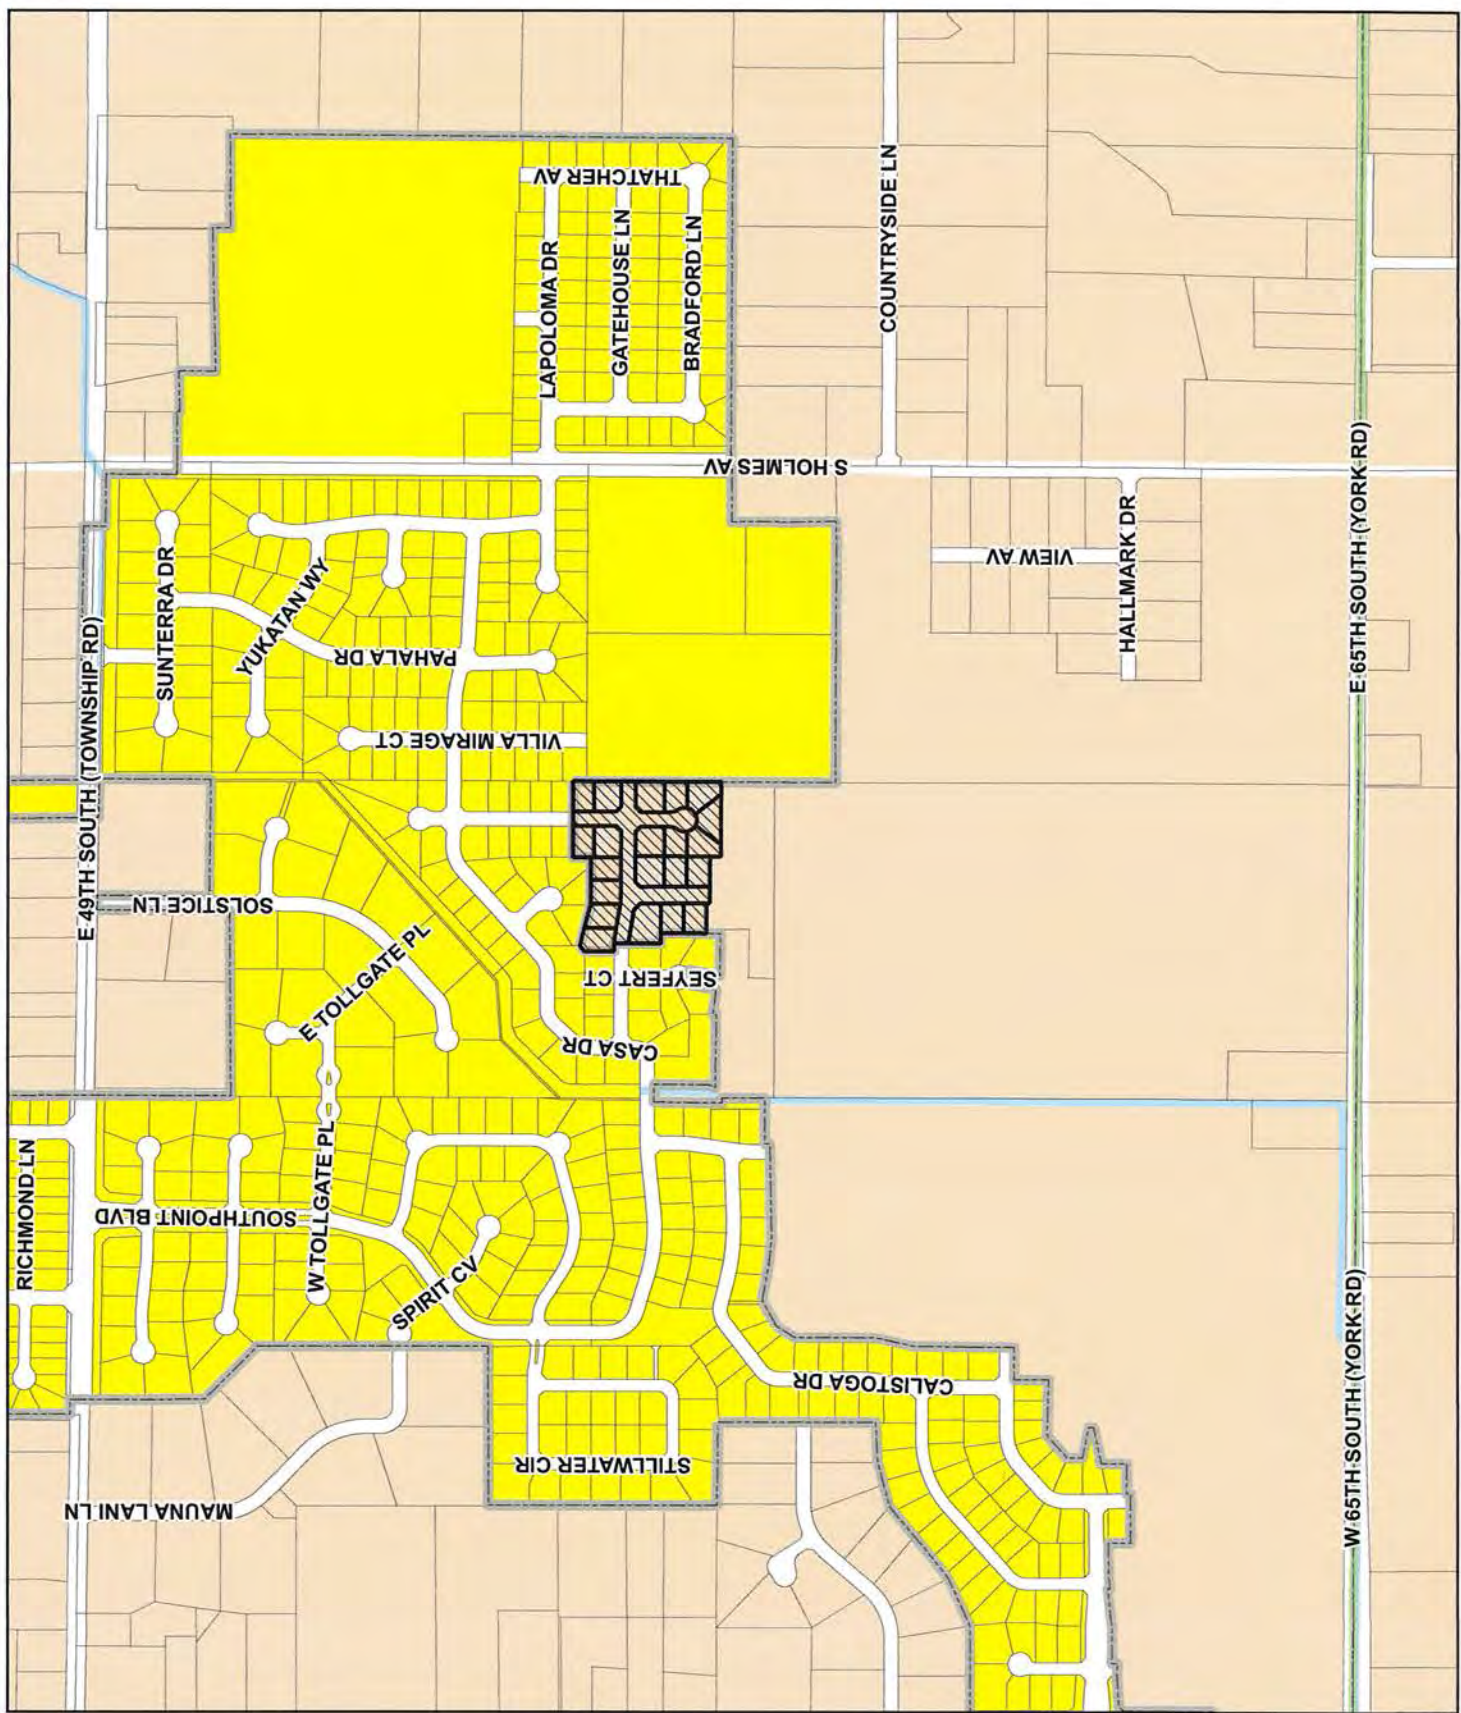 THATCHER AV
LAPOLOMA DR
GATEHOUSE LN
BRADFORD LN
COUNTRYSIDE LN
S HOLMES AV
E 65TH SOUTH (YORK RD)
SUNTERRA DR
YUKATAN WY
PAHALA DR
VIEW AV
HALLMARK DR
E 49TH SOUTH (TOWNSHIP RD)
VILLA MIRAGE CT
SOLSTICE LN
E TOLLGATE PL
SEYFERT CT
CASA DR
RICHMOND LN
SOUTHPOINT BLVD
W TOLLGATE PL
SPIRIT CV
CALISTOGA DR
W 65TH SOUTH (YORK RD)
STILLWATER CIR
MAUNA LANI LN